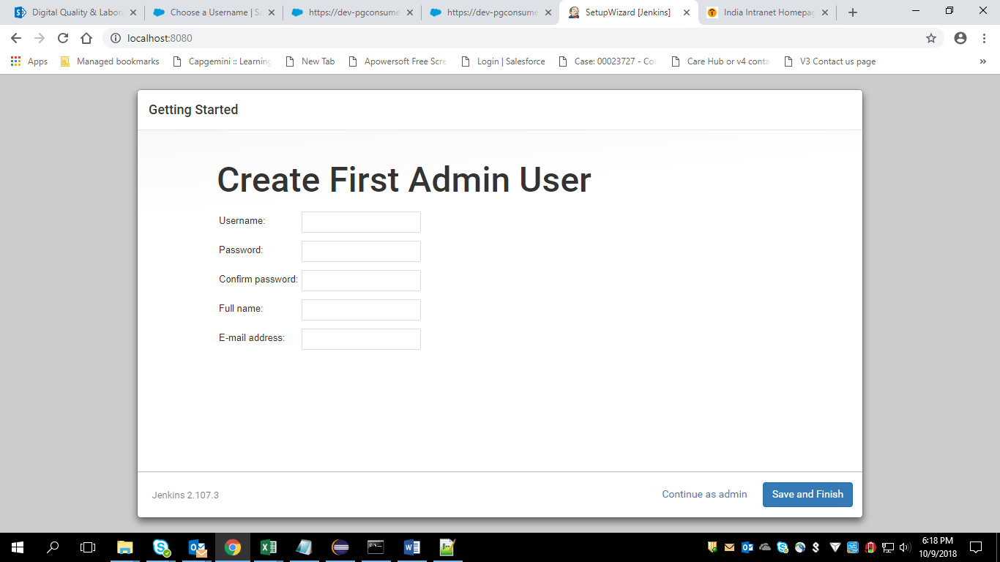 Digital Quality & Labora
Choose a Username | Sa
https://dev-pgconsume
https://dev-pgconsume
SetupWizard [Jenkins]
India Intranet Homepag
localhost:8080
Apps
Managed bookmarks
Capgemini :: Learning
New Tab
Apowersoft Free Scre
Login | Salesforce
Case: 00023727 - Con
Care Hub or v4 conta
V3 Contact us page
Getting Started
Create First Admin User
Username:
Password:
Confirm password:
Full name:
E-mail address:
Jenkins 2.107.3
Continue as admin
Save and Finish
6:18 PM
10/9/2018